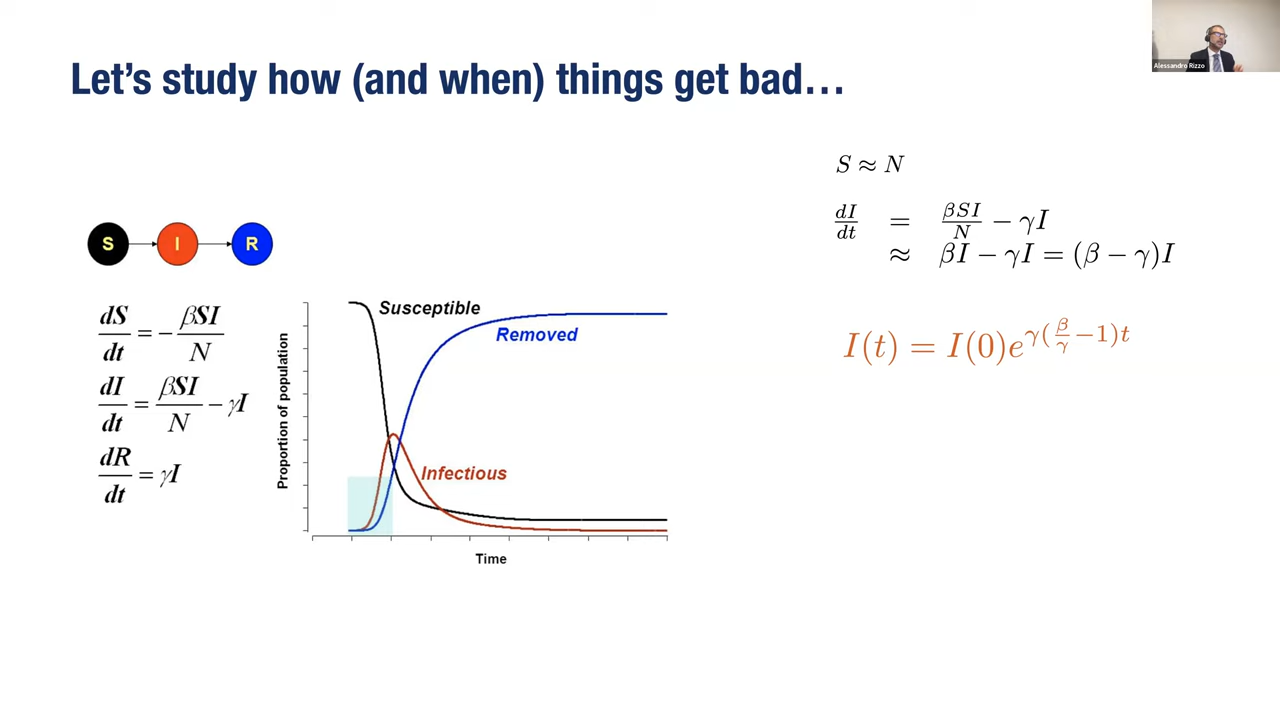 Let's study how (and when) things get bad…
Alessandro Rizzo
S ≈ N
dI/dt = βSI/N − γI
≈ βI − γI = (β − γ)I
I(t) = I(0)e^{γ(β/γ −1)t}
S I R
dS/dt = − βSI/N
dI/dt = βSI/N − γI
dR/dt = γI
Proportion of population
Susceptible
Removed
Infectious
Time